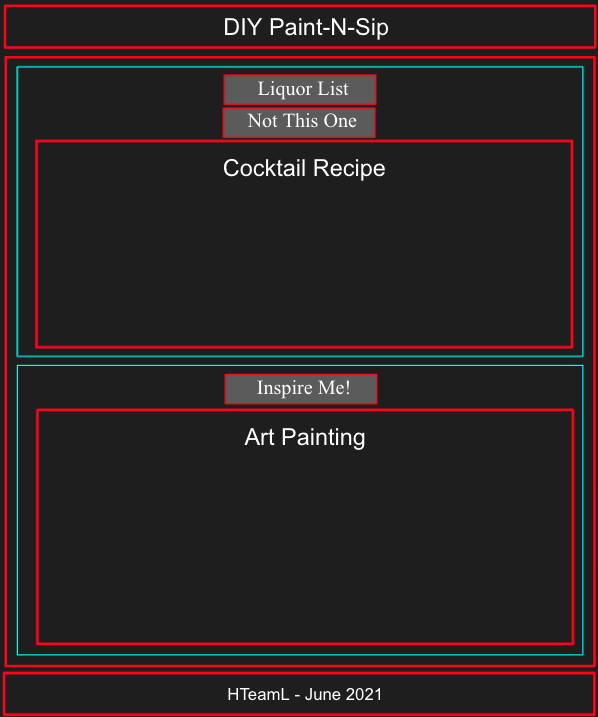 DIY Paint-N-Sip
Liquor List
Not This One
Cocktail Recipe
Inspire Me!
Art Painting
HTeamL - June 2021